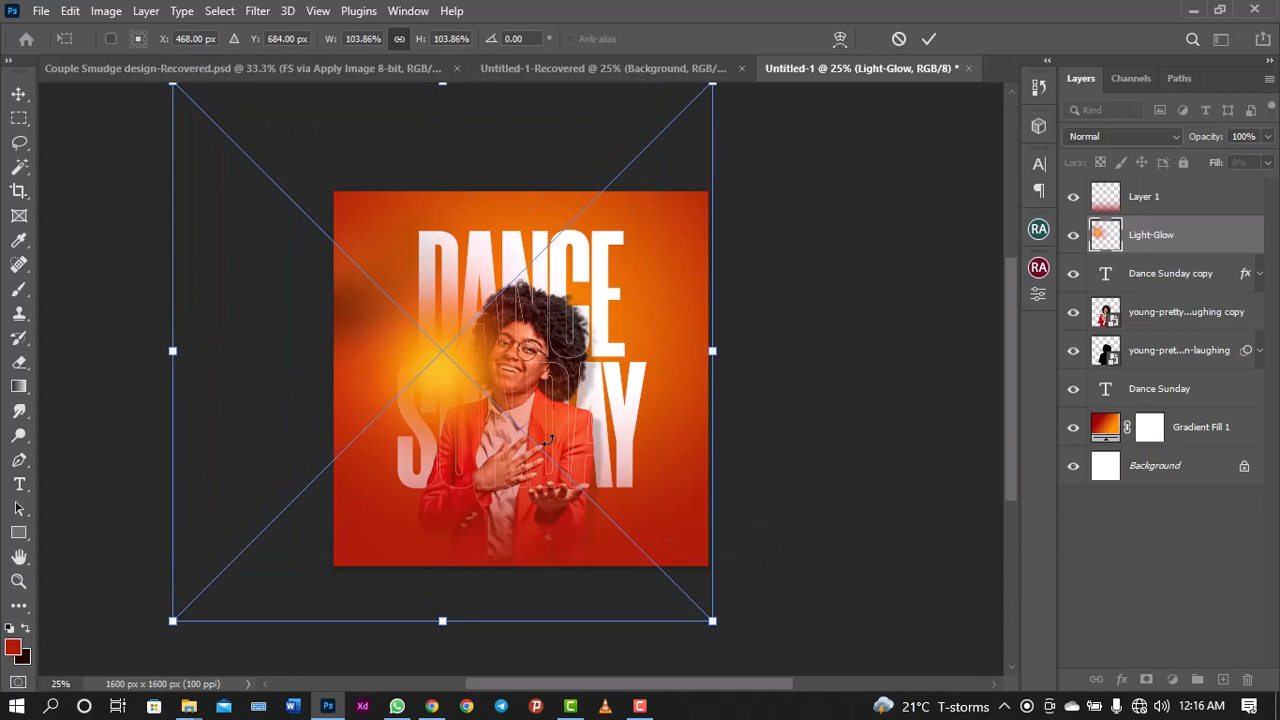 Ps File Edit Image Layer Type Select Filter 3D View Plugins Window Help
X: 468.00 px Y: 684.00 px W: 103.86% H: 103.86% 0.00 ° Anti-alias
Couple Smudge design-Recovered.psd @ 33.3% (FS via Apply Image 8-bit, RGB/... × Untitled-1-Recovered @ 25% (Background, RGB/... × Untitled-1 @ 25% (Light-Glow, RGB/8) * ×
Layers Channels Paths
Kind
Normal Opacity: 100%
Lock: Fill: 0%
Layer 1
Light-Glow
Dance Sunday copy fx
young-pretty...ughing copy
young-pret...n-laughing
Dance Sunday
Gradient Fill 1
Background
RA
RA
DANCE
SUNDAY
25% 1600 px x 1600 px (100 ppi)
21°C T-storms 12:16 AM